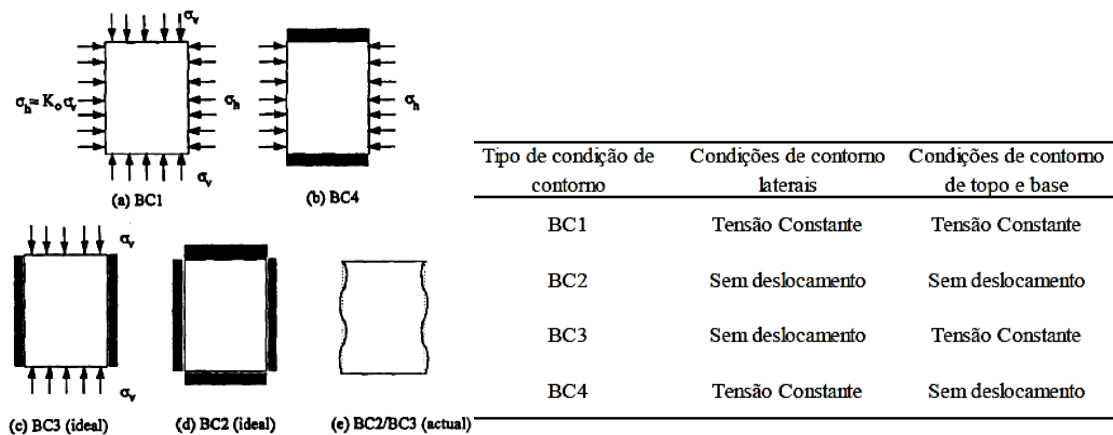 σv
σh = Ko σv
σh
σv
(a) BC1
σh
(b) BC4
σv
σv
(c) BC3 (ideal)
(d) BC2 (ideal)
(e) BC2/BC3 (actual)
Tipo de condição de contorno Condições de contorno laterais Condições de contorno de topo e base
BC1 Tensão Constante Tensão Constante
BC2 Sem deslocamento Sem deslocamento
BC3 Sem deslocamento Tensão Constante
BC4 Tensão Constante Sem deslocamento